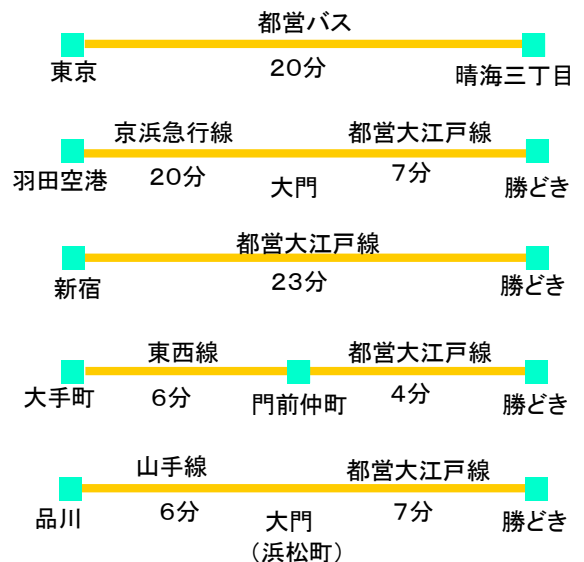 都営バス
東京 20分 晴海三丁目
京浜急行線 都営大江戸線
羽田空港 20分 大門 7分 勝どき
都営大江戸線
新宿 23分 勝どき
東西線 都営大江戸線
大手町 6分 門前仲町 4分 勝どき
山手線 都営大江戸線
品川 6分 大門 7分 勝どき
（浜松町）